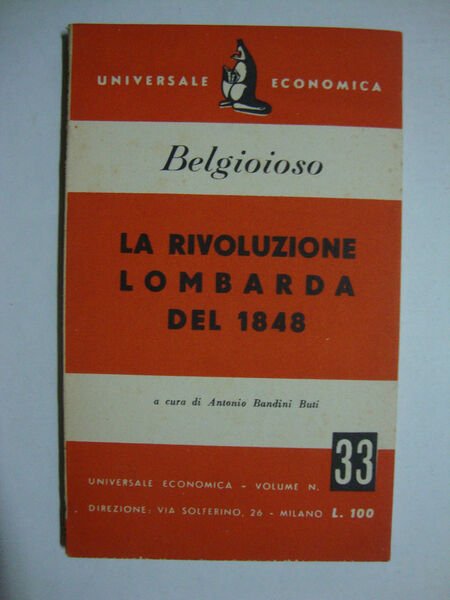 UNIVERSALE ECONOMICA
Belgioioso
LA RIVOLUZIONE
LOMBARDA
DEL 1848
a cura di Antonio Bandini Buti
UNIVERSALE ECONOMICA - VOLUME N. 33
DIREZIONE: VIA SOLFERINO, 26 - MILANO L. 100